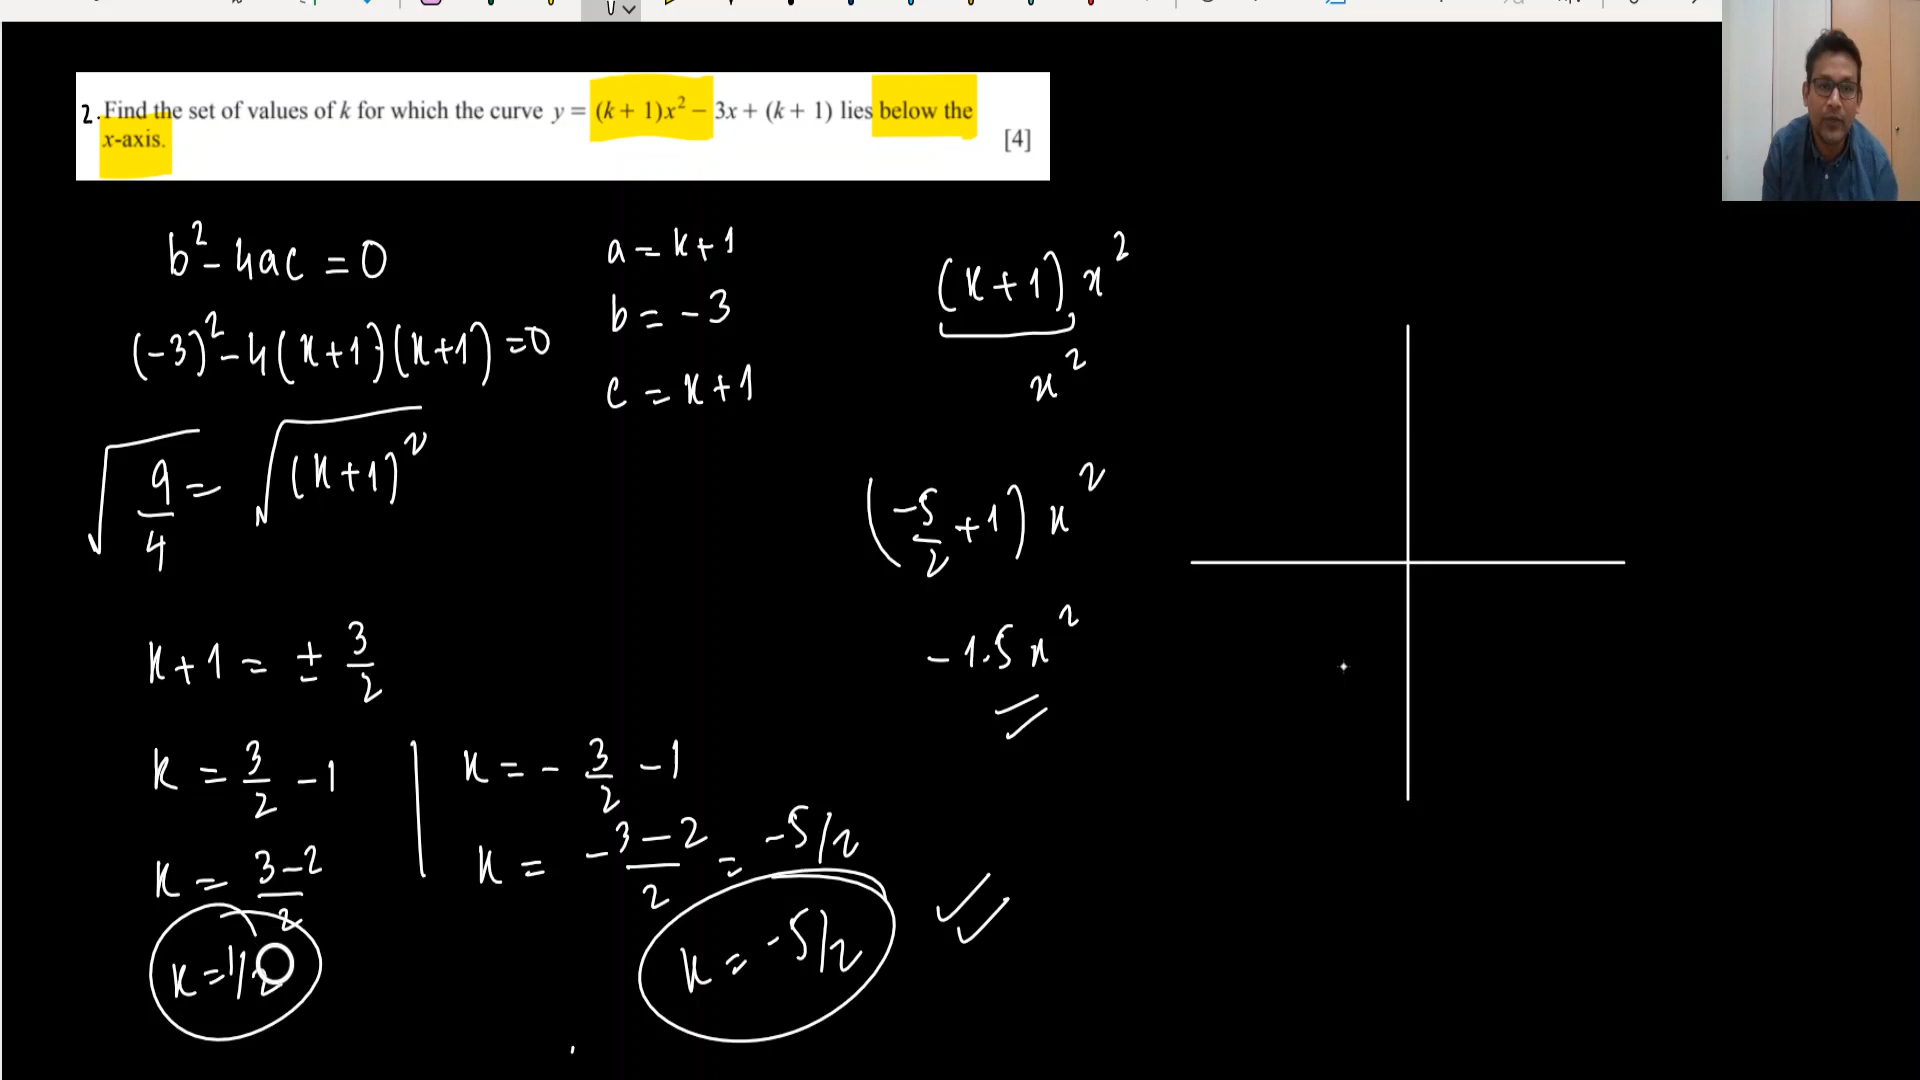 2. Find the set of values of k for which the curve y = (k + 1)x² − 3x + (k + 1) lies below the
x-axis.
[4]
b² - 4ac = 0
(-3)² - 4(k+1)(k+1) = 0
√(9/4) = √((k+1)²)
k+1 = ± 3/2
k = 3/2 - 1
k = (3-2)/2
k = 1/2
k = - 3/2 - 1
k = (-3-2)/2 = -5/2
k = -5/2
a = k+1
b = -3
c = k+1
(k+1) x²
x²
(-5/2 + 1) x²
-1.5 x²